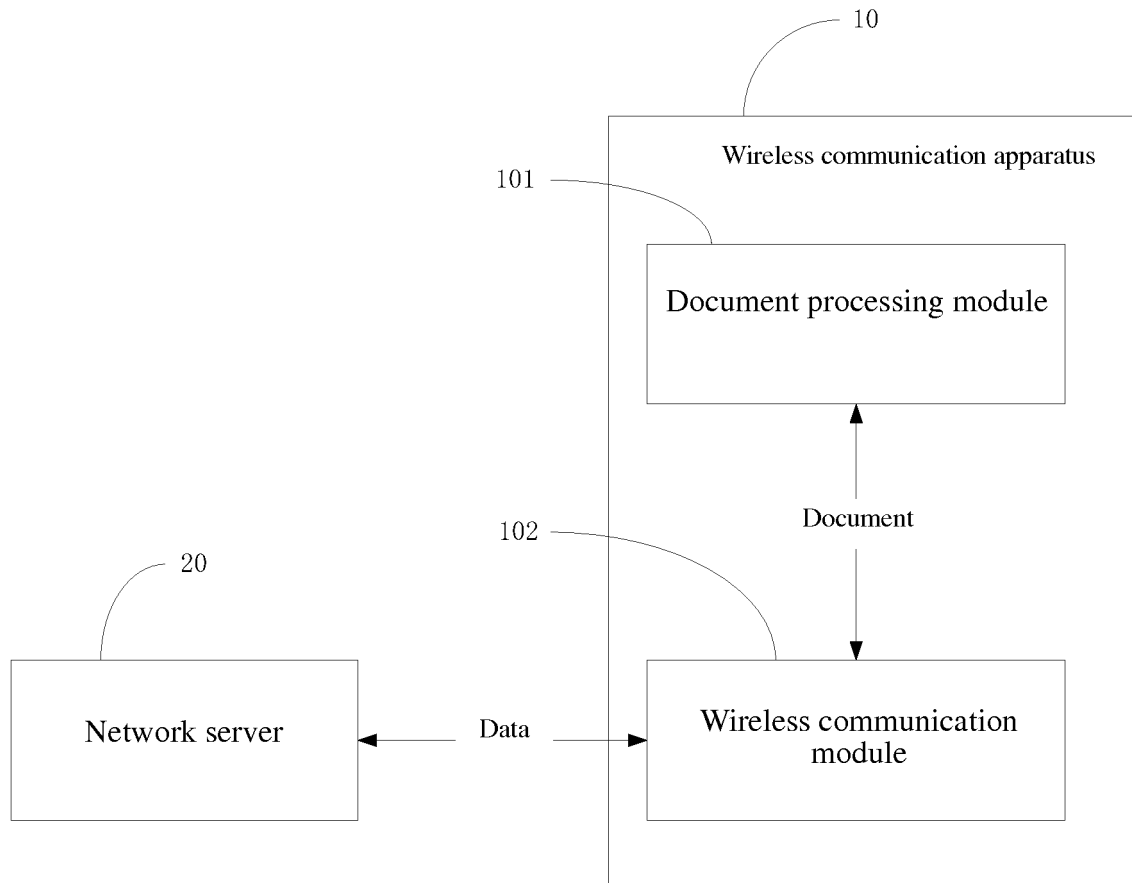 10
Wireless communication apparatus
101
Document processing module
Document
102
20
Network server
Data
Wireless communication
module